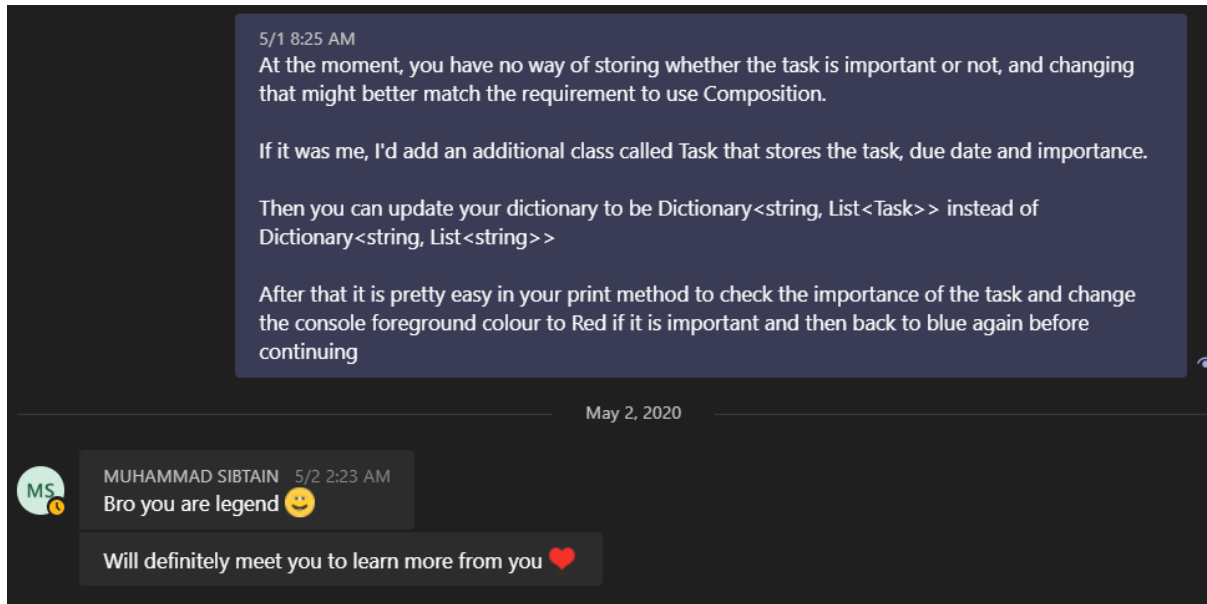 5/1 8:25 AM
At the moment, you have no way of storing whether the task is important or not, and changing
that might better match the requirement to use Composition.
If it was me, I'd add an additional class called Task that stores the task, due date and importance.
Then you can update your dictionary to be Dictionary<string, List<Task>> instead of
Dictionary<string, List<string>>
After that it is pretty easy in your print method to check the importance of the task and change
the console foreground colour to Red if it is important and then back to blue again before
continuing
May 2, 2020
MS
MUHAMMAD SIBTAIN 5/2 2:23 AM
Bro you are legend 😀
Will definitely meet you to learn more from you ❤